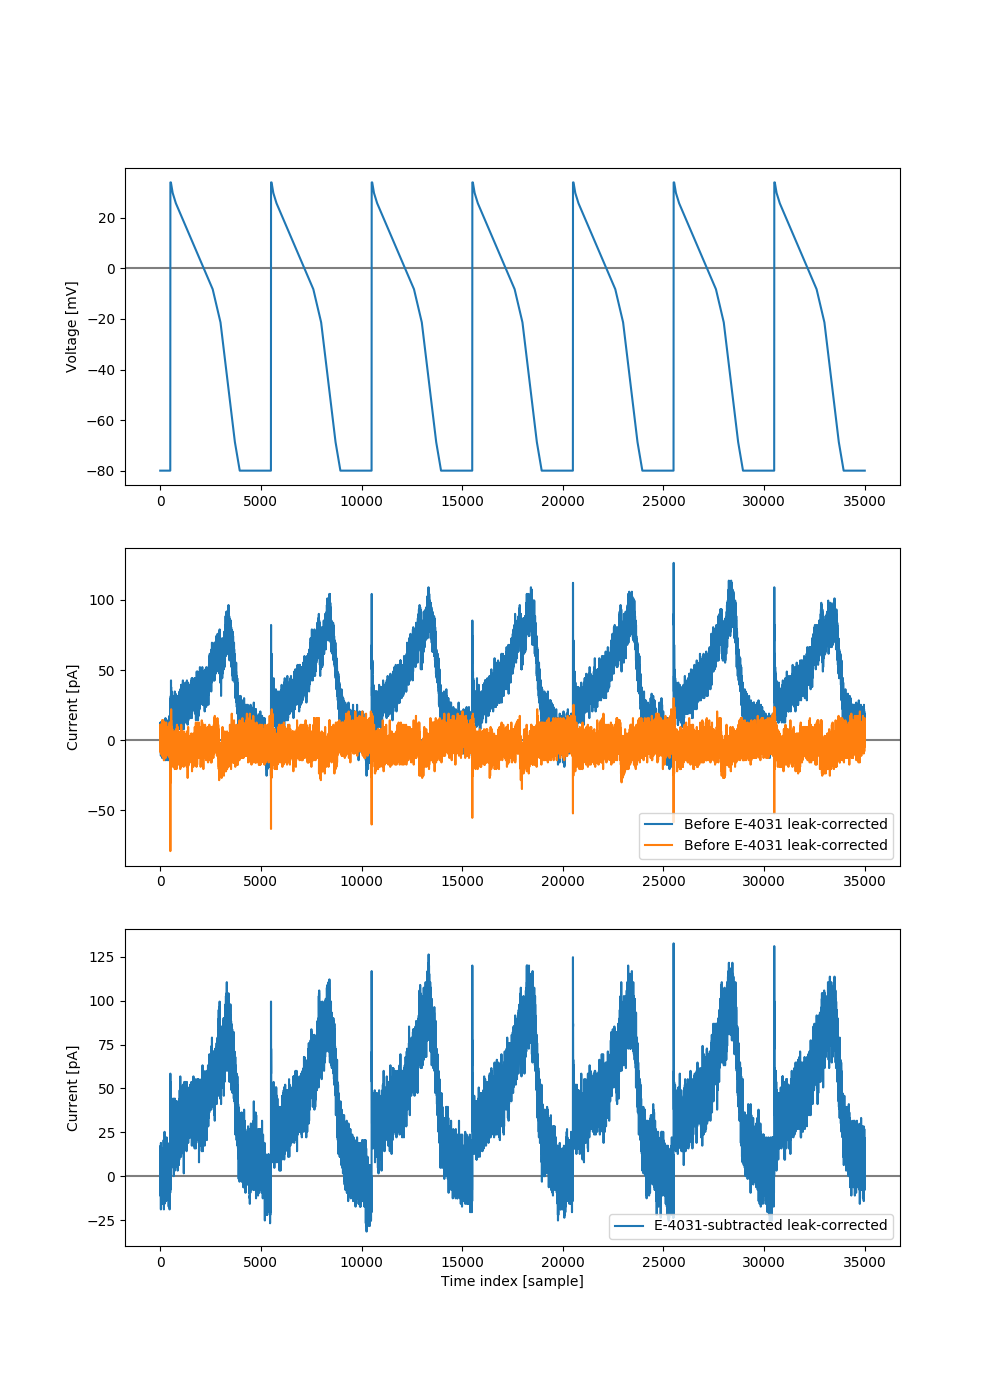 Voltage [mV]
20
0
−20
−40
−60
−80
0 5000 10000 15000 20000 25000 30000 35000
Current [pA]
100
50
0
−50
Before E-4031 leak-corrected
Before E-4031 leak-corrected
0 5000 10000 15000 20000 25000 30000 35000
Current [pA]
125
100
75
50
25
0
−25
E-4031-subtracted leak-corrected
0 5000 10000 15000 20000 25000 30000 35000
Time index [sample]